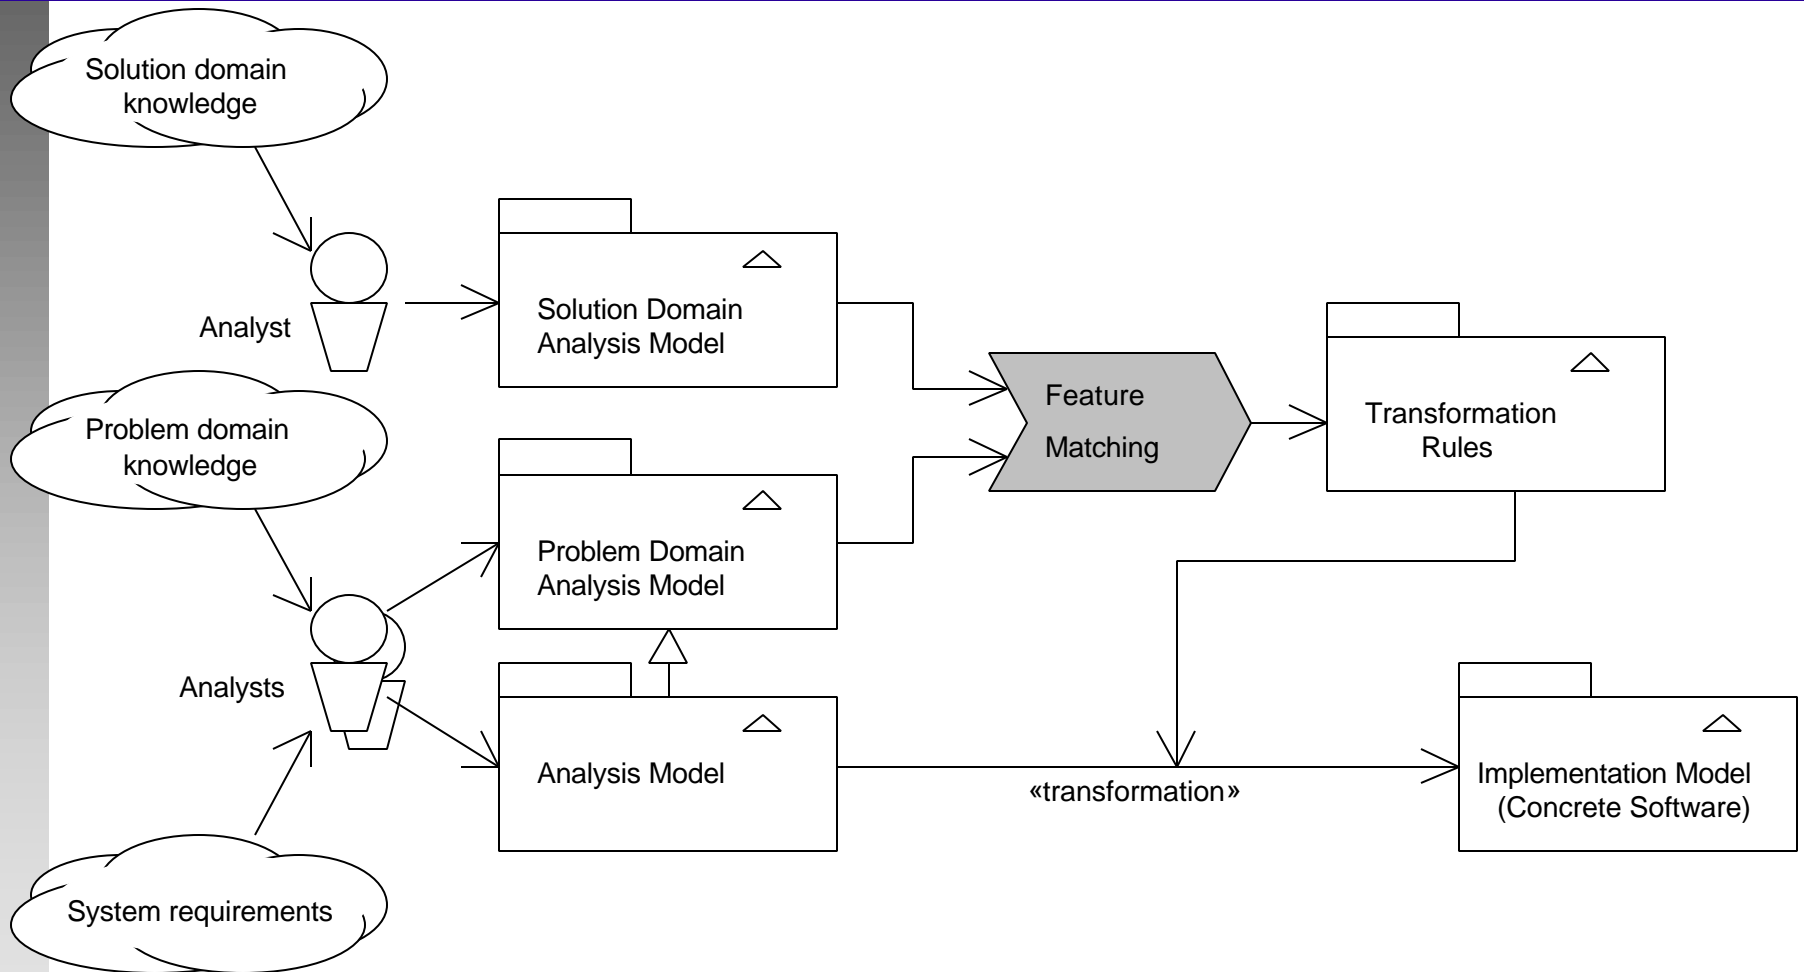 Solution domain
knowledge
Analyst
Solution Domain
Analysis Model
Feature
Matching
Transformation
Rules
Problem domain
knowledge
Problem Domain
Analysis Model
Analysts
Analysis Model
«transformation»
Implementation Model
(Concrete Software)
System requirements